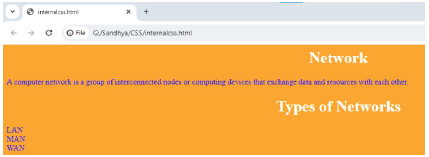 internalcss.html
File G:/Sandhya/CSS/internalcss.html
Network
A computer network is a group of interconnected nodes or computing devices that exchange data and resources with each other.
Types of Networks
LAN
MAN
WAN